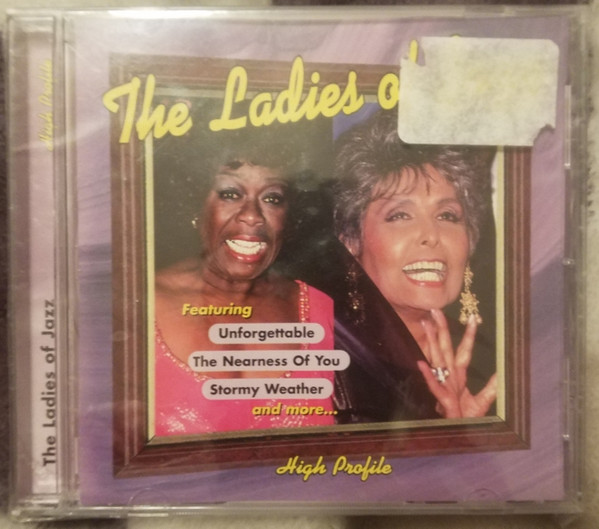 The Ladies of
Featuring
Unforgettable
The Nearness Of You
Stormy Weather
and more...
High Profile
High Profile
The Ladies of Jazz